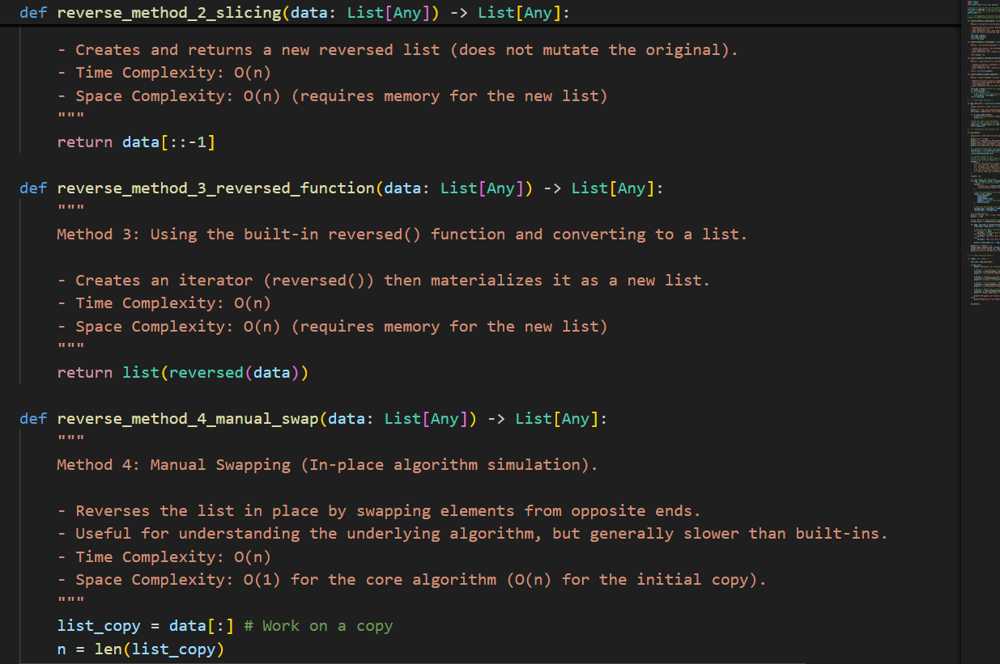 def reverse_method_2_slicing(data: List[Any]) -> List[Any]:
- Creates and returns a new reversed list (does not mutate the original).
- Time Complexity: O(n)
- Space Complexity: O(n) (requires memory for the new list)
"""
return data[::-1]
def reverse_method_3_reversed_function(data: List[Any]) -> List[Any]:
"""
Method 3: Using the built-in reversed() function and converting to a list.
- Creates an iterator (reversed()) then materializes it as a new list.
- Time Complexity: O(n)
- Space Complexity: O(n) (requires memory for the new list)
"""
return list(reversed(data))
def reverse_method_4_manual_swap(data: List[Any]) -> List[Any]:
"""
Method 4: Manual Swapping (In-place algorithm simulation).
- Reverses the list in place by swapping elements from opposite ends.
- Useful for understanding the underlying algorithm, but generally slower than built-ins.
- Time Complexity: O(n)
- Space Complexity: O(1) for the core algorithm (O(n) for the initial copy).
"""
list_copy = data[:] # Work on a copy
n = len(list_copy)